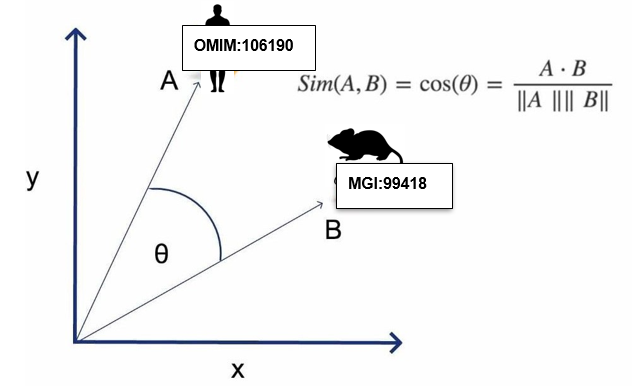 OMIM:106190
A
Sim(A, B) = cos(θ) = A · B / ‖A ‖‖ B‖
MGI:99418
y
B
θ
x